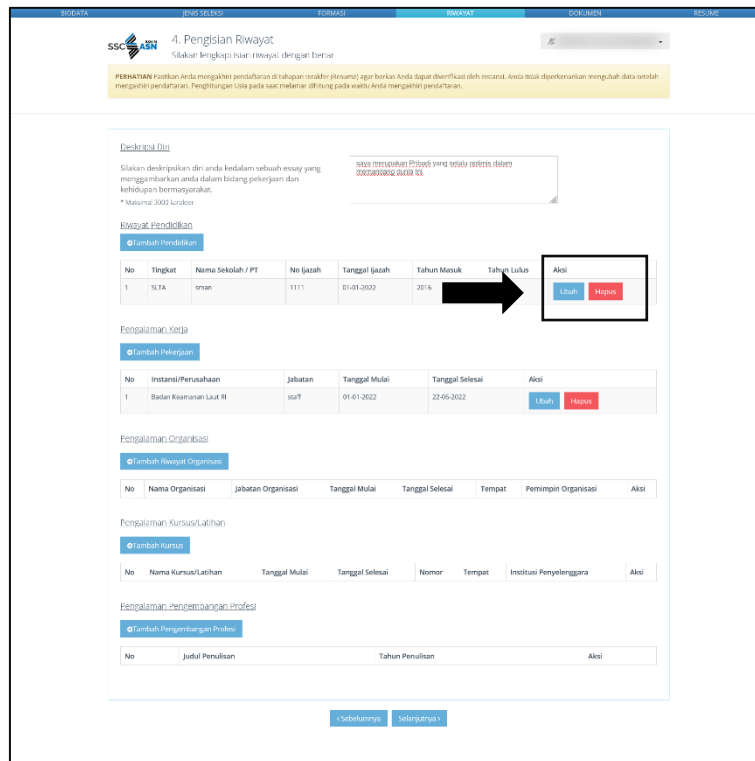 BIODATA JENIS SELEKSI FORMASI RIWAYAT DOKUMEN RESUME
SSC ASN
4. Pengisian Riwayat
Silakan lengkapi isian riwayat dengan benar
PERHATIAN Pastikan Anda mengakhiri pendaftaran di tahapan terakhir (Resume) agar berkas Anda dapat diverifikasi oleh instansi. Anda tidak diperkenankan mengubah data setelah
mengakhiri pendaftaran. Penghitungan Usia pada saat melamar dihitung pada waktu Anda mengakhiri pendaftaran.
Deskripsi Diri
Silakan deskripsikan diri anda kedalam sebuah essay yang
menggambarkan anda dalam bidang pekerjaan dan
kehidupan bermasyarakat.
* Maksimal 3000 karakter
saya merupakan Pribadi yang selalu optimis dalam
memandang dunia ini.
Riwayat Pendidikan
Tambah Pendidikan
No Tingkat Nama Sekolah / PT No Ijazah Tanggal Ijazah Tahun Masuk Tahun Lulus Aksi
1 SLTA sman 1111 01-01-2022 2016 Ubah Hapus
Pengalaman Kerja
Tambah Pekerjaan
No Instansi/Perusahaan Jabatan Tanggal Mulai Tanggal Selesai Aksi
1 Badan Keamanan Laut RI staff 01-01-2022 22-06-2022 Ubah Hapus
Pengalaman Organisasi
Tambah Riwayat Organisasi
No Nama Organisasi Jabatan Organisasi Tanggal Mulai Tanggal Selesai Tempat Pemimpin Organisasi Aksi
Pengalaman Kursus/Latihan
Tambah Kursus
No Nama Kursus/Latihan Tanggal Mulai Tanggal Selesai Nomor Tempat Institusi Penyelenggara Aksi
Pengalaman Pengembangan Profesi
Tambah Pengembangan Profesi
No Judul Penulisan Tahun Penulisan Aksi
‹ Sebelumnya Selanjutnya ›